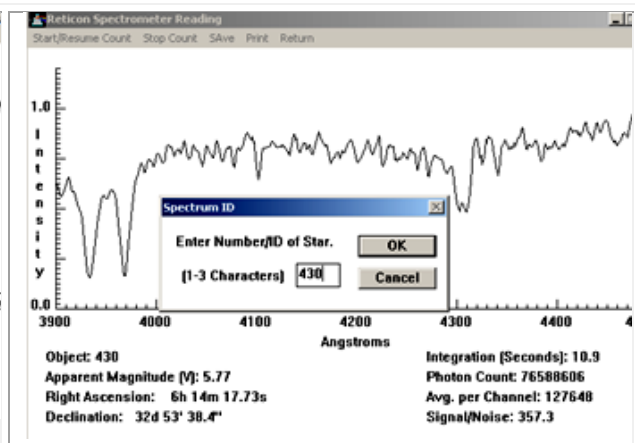 Reticon Spectrometer Reading
Start/Resume Count Stop Count SAve Print Return
1.0
Intensity
Spectrum ID
Enter Number/ID of Star.
OK
(1-3 Characters) 430
Cancel
0.0
3900 4000 4100 4200 4300 4400
Angstroms
Object: 430
Integration (Seconds): 10.9
Apparent Magnitude (V): 5.77
Photon Count: 76588606
Right Ascension: 6h 14m 17.73s
Avg. per Channel: 127648
Declination: 32d 53' 38.4"
Signal/Noise: 357.3